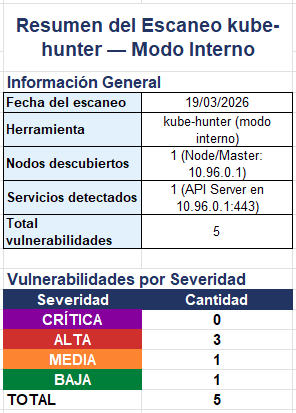 Resumen del Escaneo kube-
hunter — Modo Interno
Información General
Fecha del escaneo 19/03/2026
Herramienta kube-hunter (modo
interno)
Nodos descubiertos 1 (Node/Master:
10.96.0.1)
Servicios detectados 1 (API Server en
10.96.0.1:443)
Total
vulnerabilidades 5
Vulnerabilidades por Severidad
Severidad Cantidad
CRÍTICA 0
ALTA 3
MEDIA 1
BAJA 1
TOTAL 5